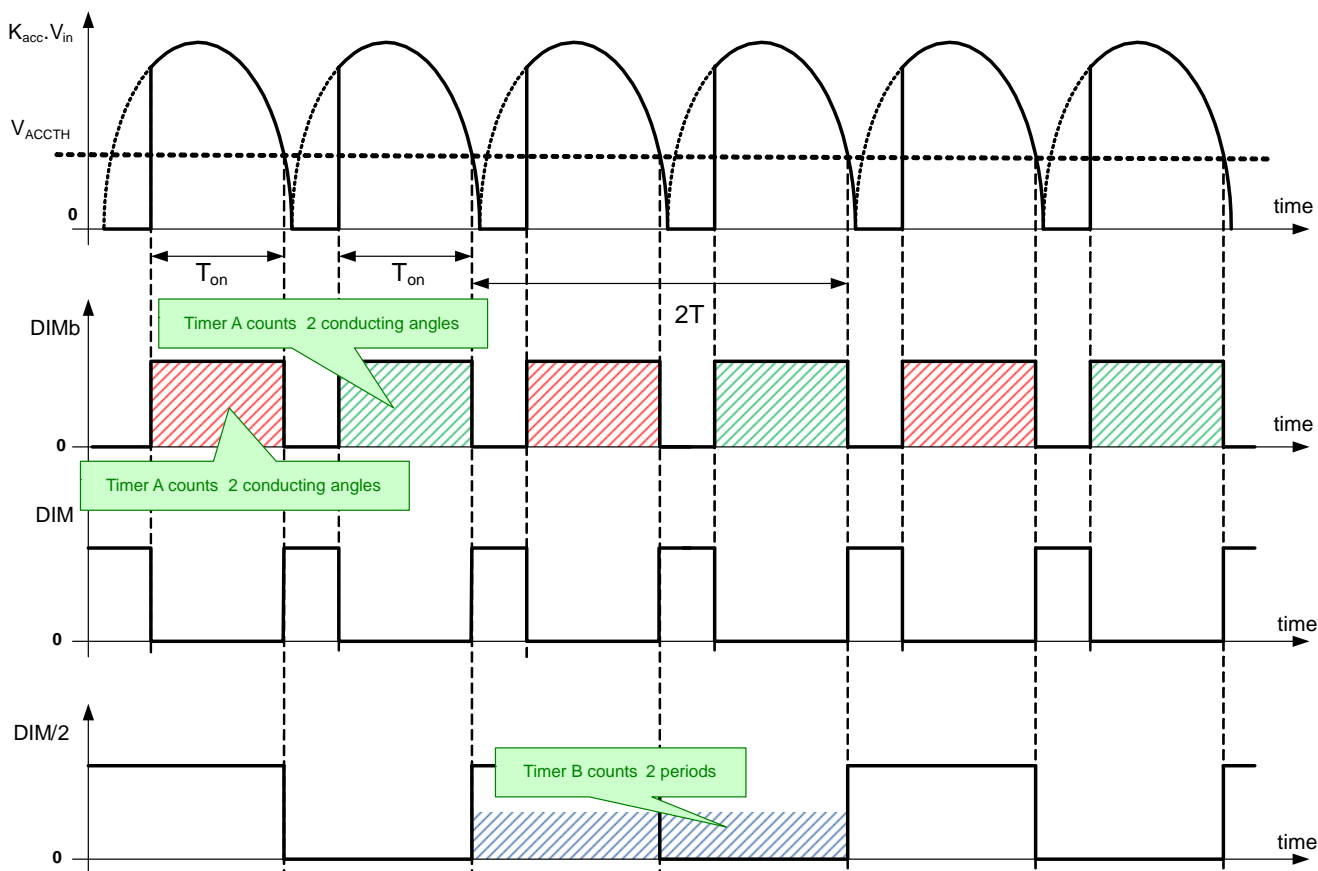 Kacc.Vin
VACCTH
0
time
Ton
Ton
2T
DIMb
Timer A counts 2 conducting angles
0
time
Timer A counts 2 conducting angles
DIM
0
time
DIM/2
Timer B counts 2 periods
0
time